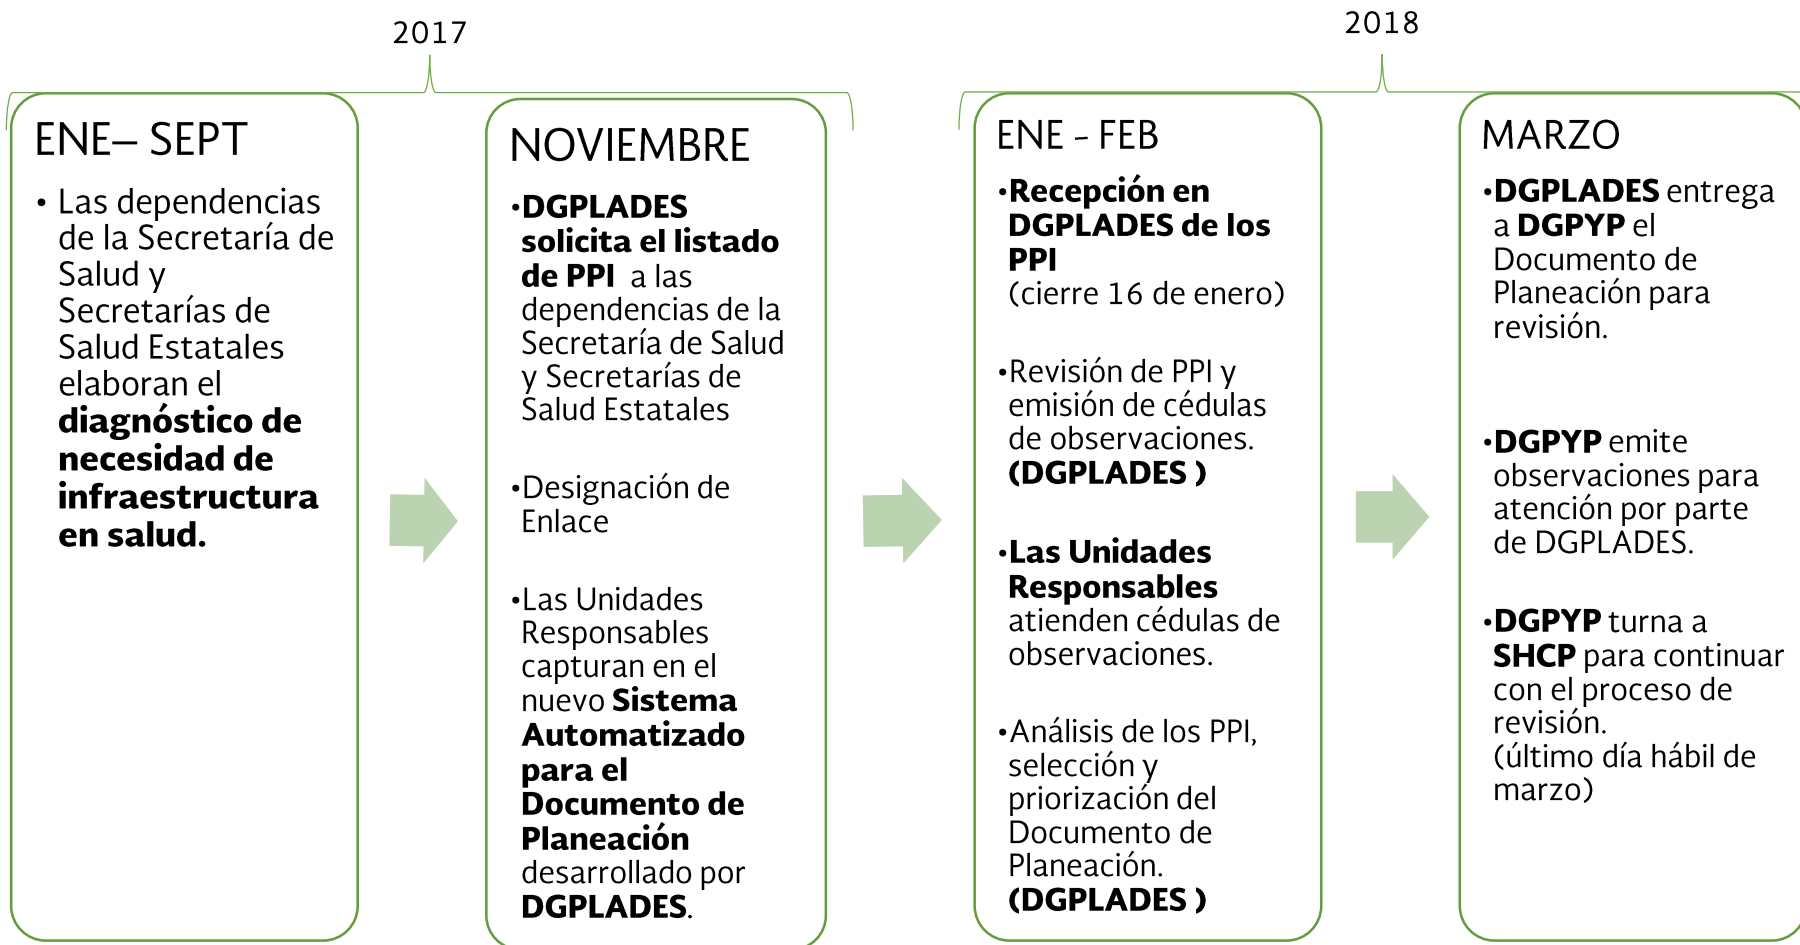 2017
2018
ENE– SEPT
• Las dependencias
de la Secretaría de
Salud y
Secretarías de
Salud Estatales
elaboran el
diagnóstico de
necesidad de
infraestructura
en salud.
NOVIEMBRE
•DGPLADES
solicita el listado
de PPI a las
dependencias de la
Secretaría de Salud
y Secretarías de
Salud Estatales
•Designación de
Enlace
•Las Unidades
Responsables
capturan en el
nuevo Sistema
Automatizado
para el
Documento de
Planeación
desarrollado por
DGPLADES.
ENE - FEB
•Recepción en
DGPLADES de los
PPI
(cierre 16 de enero)
•Revisión de PPI y
emisión de cédulas
de observaciones.
(DGPLADES )
•Las Unidades
Responsables
atienden cédulas de
observaciones.
•Análisis de los PPI,
selección y
priorización del
Documento de
Planeación.
(DGPLADES )
MARZO
•DGPLADES entrega
a DGPYP el
Documento de
Planeación para
revisión.
•DGPYP emite
observaciones para
atención por parte
de DGPLADES.
•DGPYP turna a
SHCP para continuar
con el proceso de
revisión.
(último día hábil de
marzo)